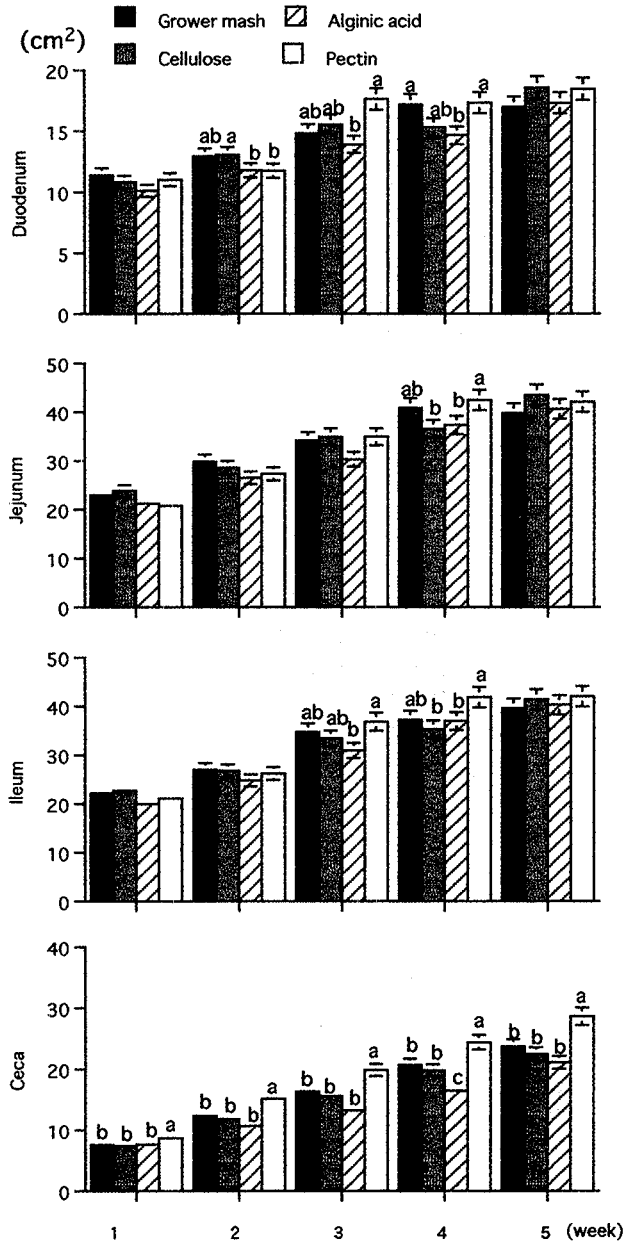 Grower mash Alginic acid
(cm2)
Cellulose Pectin
20
15
10
5
0
Duodenum
ab a b b
ab ab b a
a ab b a
50
40
30
20
10
0
Jejunum
ab b b a
50
40
30
20
10
0
Ileum
ab ab b a
ab b b a
40
30
20
10
0
Ceca
b b b a
b b b a
b b b a
b b c a
b b b a
1 2 3 4 5 (week)